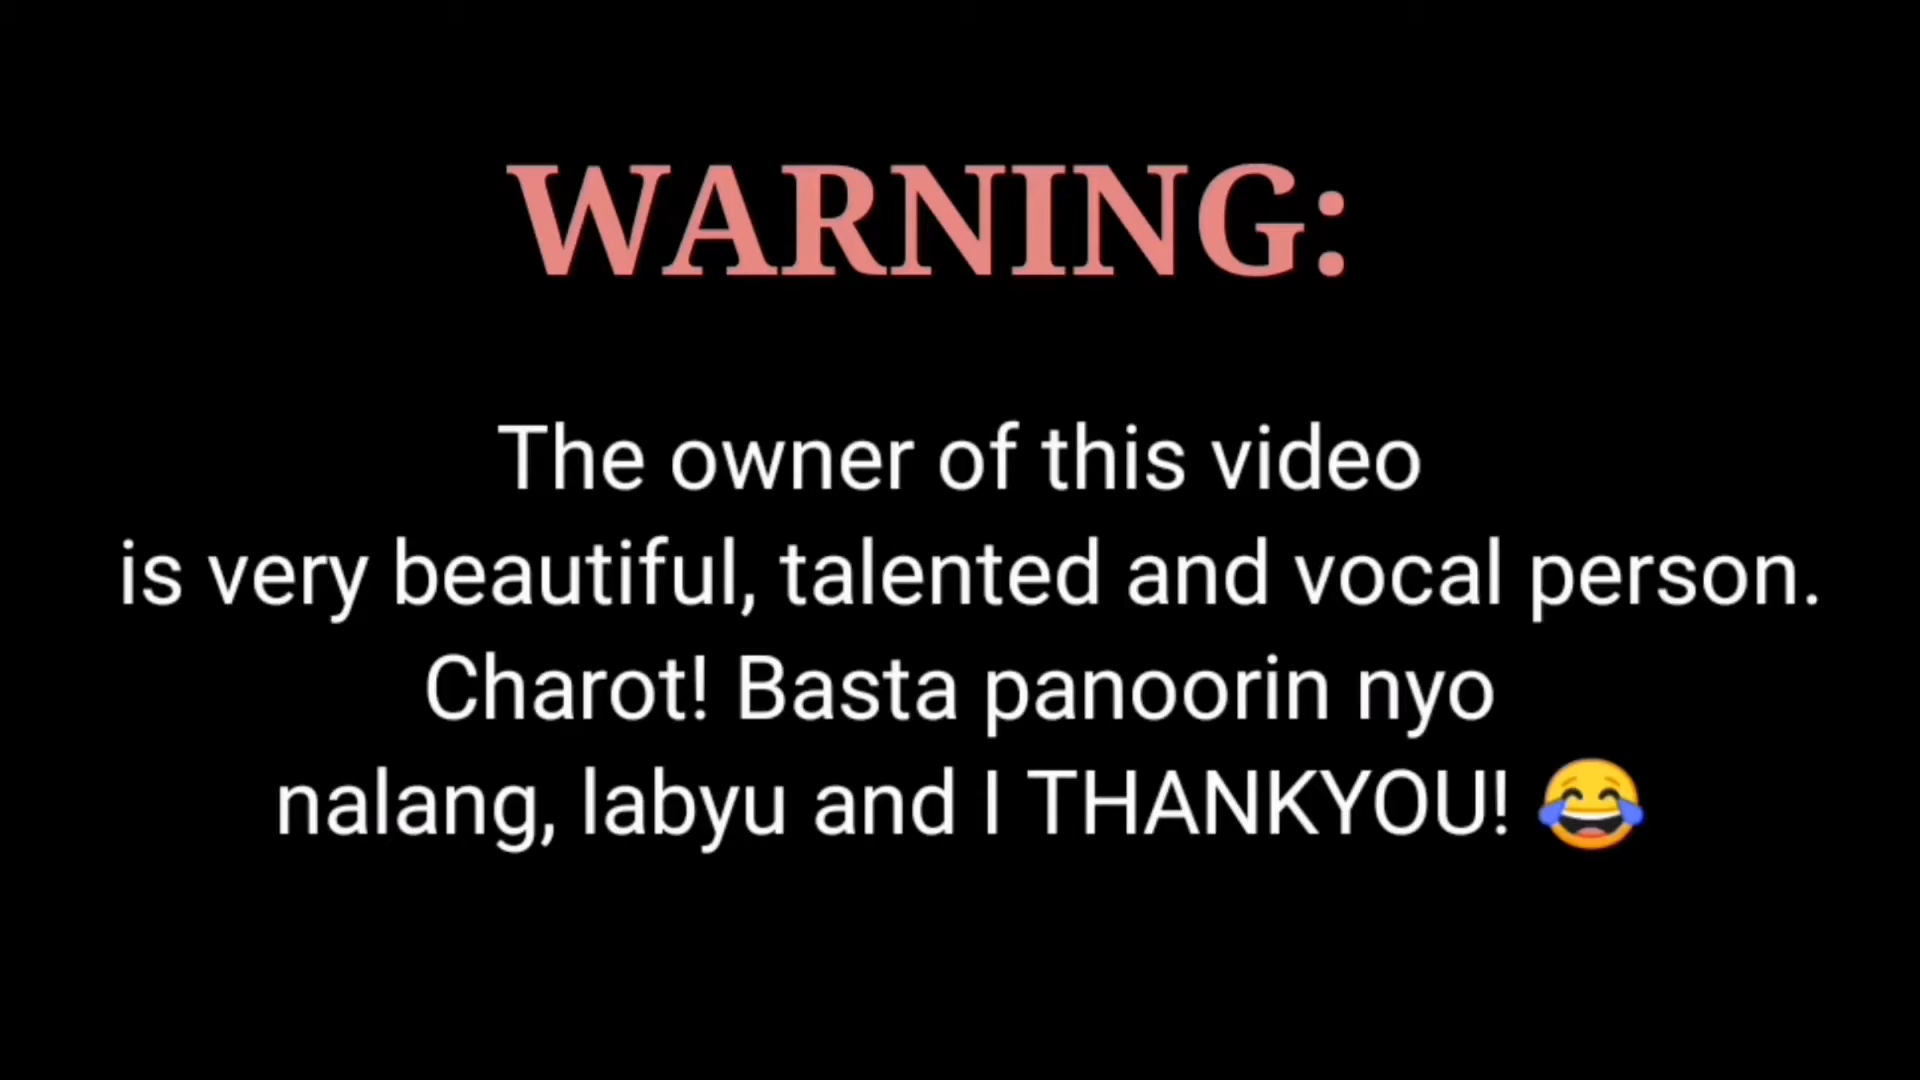 WARNING:
The owner of this video
is very beautiful, talented and vocal person.
Charot! Basta panoorin nyo
nalang, labyu and I THANKYOU! 😂